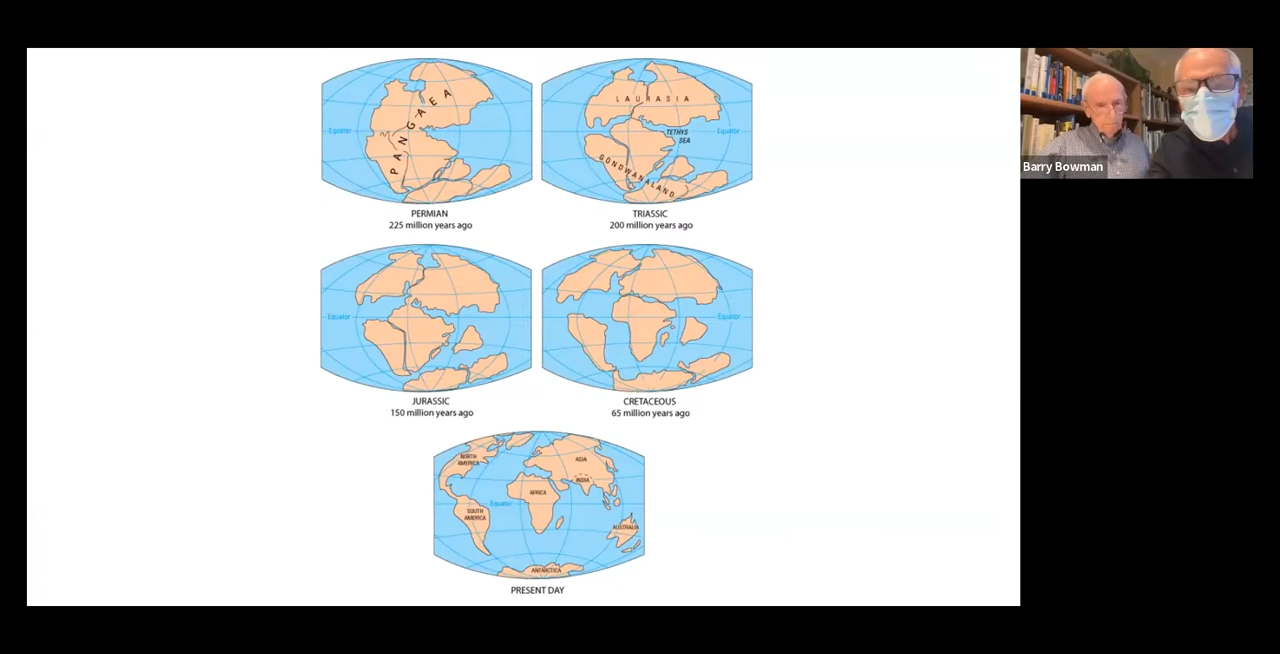 Equator
PANGAEA
PERMIAN
225 million years ago
LAURASIA
TETHYS
SEA
Equator
GONDWANALAND
TRIASSIC
200 million years ago
Barry Bowman
Equator
JURASSIC
150 million years ago
Equator
CRETACEOUS
65 million years ago
NORTH
AMERICA
ASIA
INDIA
AFRICA
Equator
SOUTH
AMERICA
AUSTRALIA
ANTARCTICA
PRESENT DAY